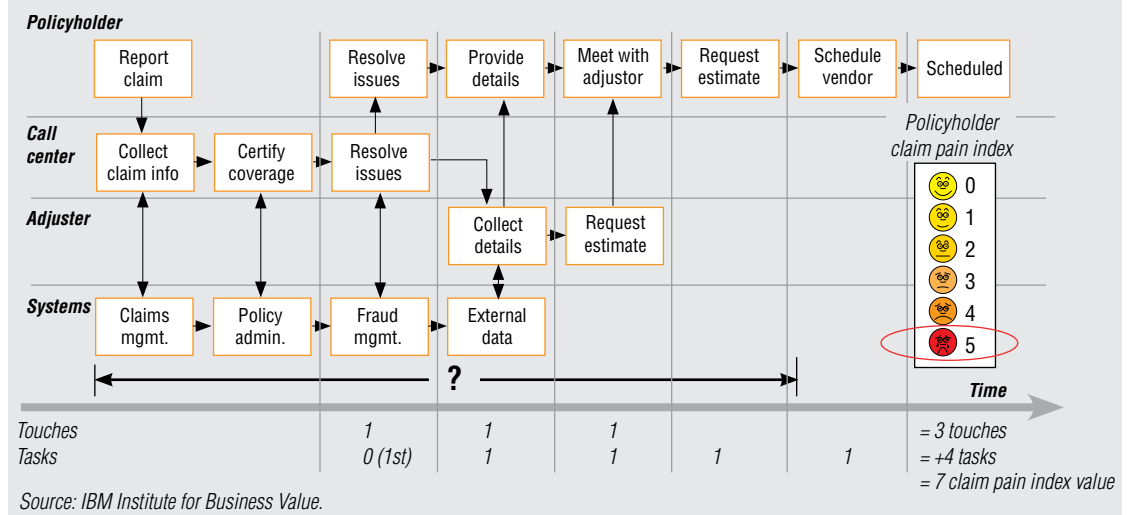 Policyholder
Report
claim
Resolve
issues
Provide
details
Meet with
adjustor
Request
estimate
Schedule
vendor
Scheduled
Call
center
Collect
claim info
Certify
coverage
Resolve
issues
Policyholder
claim pain index
0
1
2
3
4
5
Adjuster
Collect
details
Request
estimate
Systems
Claims
mgmt.
Policy
admin.
Fraud
mgmt.
External
data
?
Time
Touches 1 1 1 = 3 touches
Tasks 0 (1st) 1 1 1 1 = +4 tasks
= 7 claim pain index value
Source: IBM Institute for Business Value.